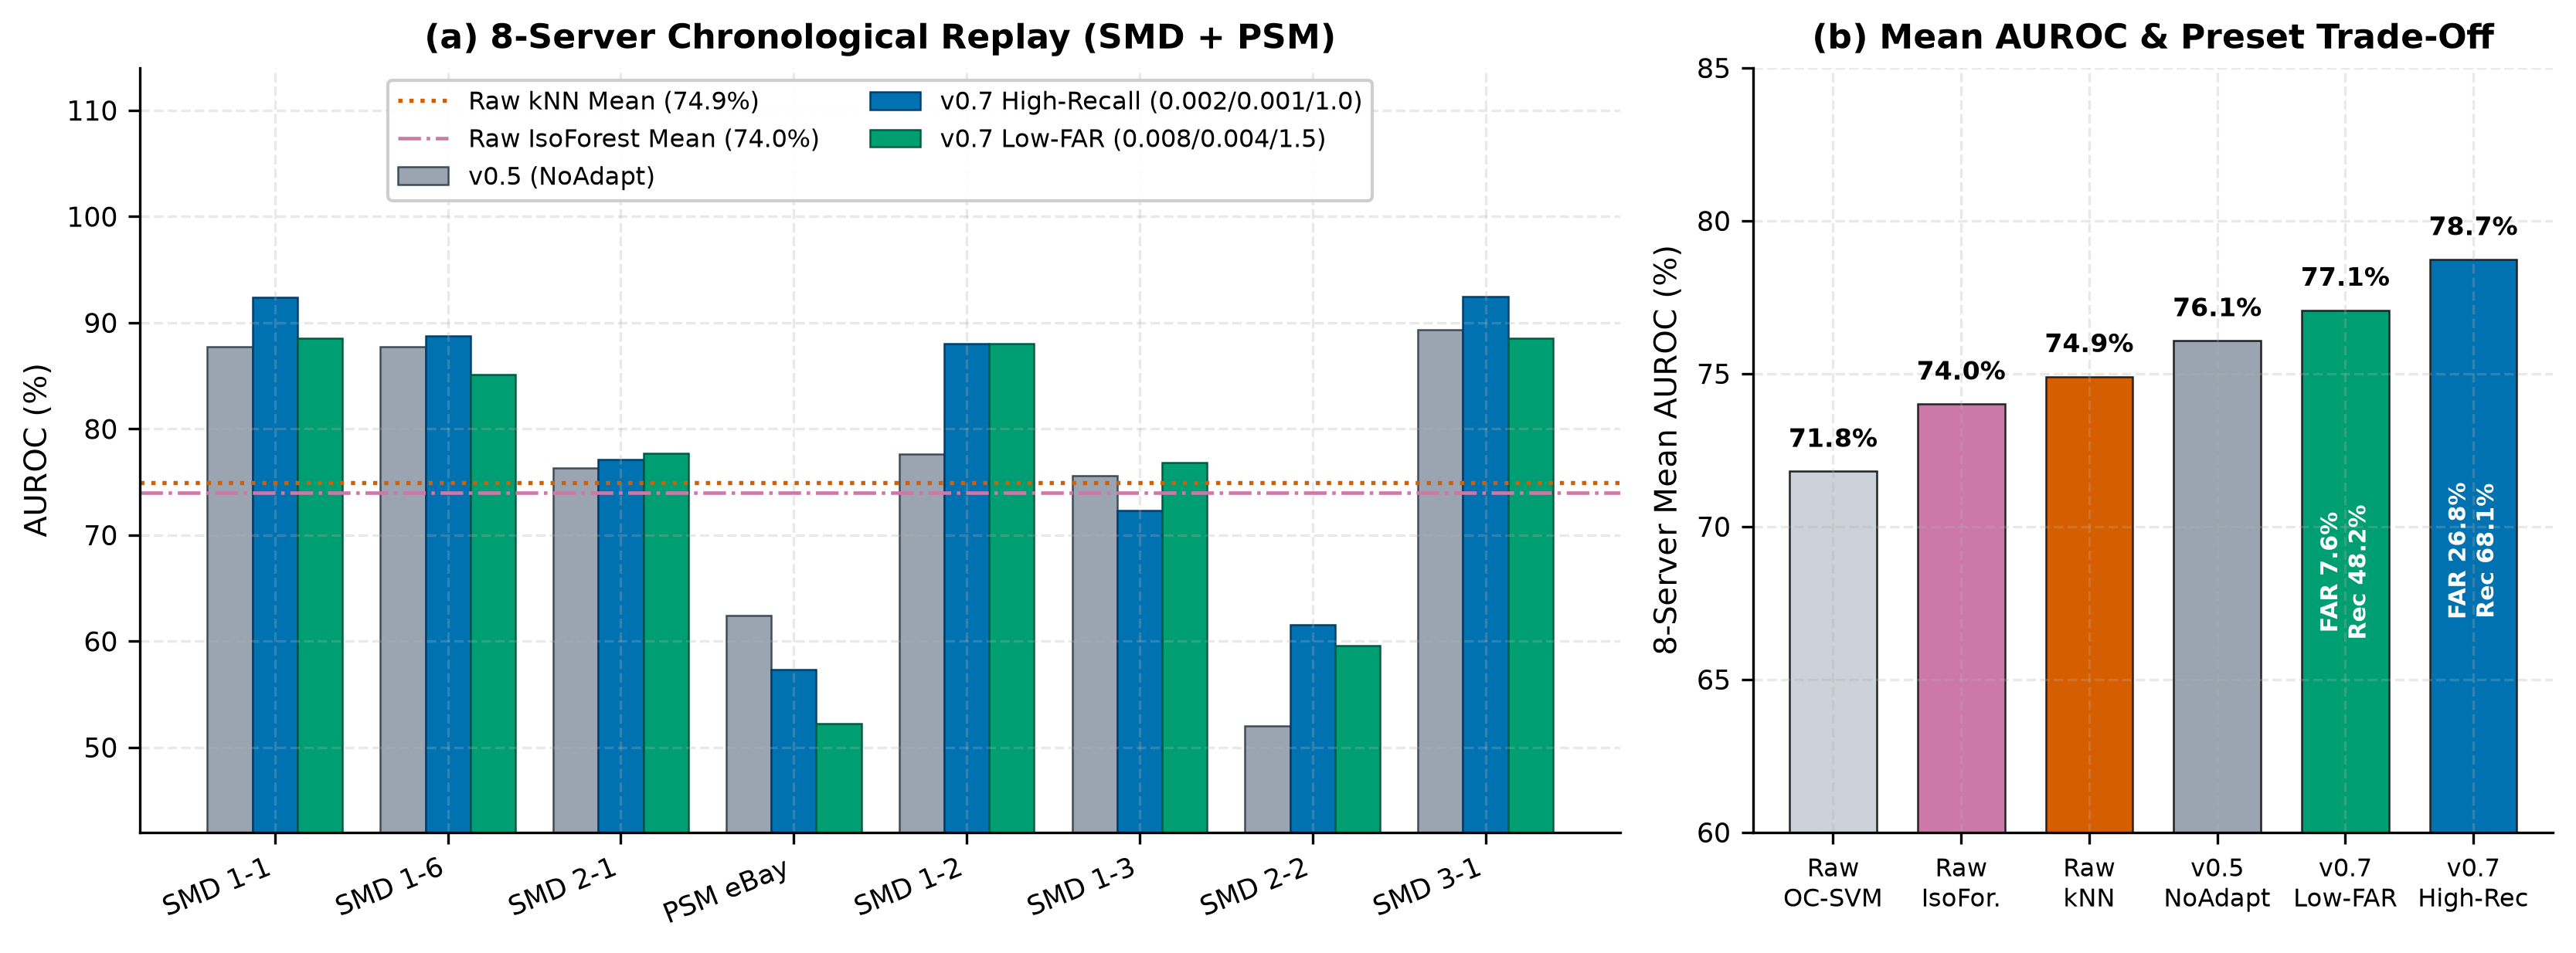 (a) 8-Server Chronological Replay (SMD + PSM)
Raw kNN Mean (74.9%)
Raw IsoForest Mean (74.0%)
v0.5 (NoAdapt)
v0.7 High-Recall (0.002/0.001/1.0)
v0.7 Low-FAR (0.008/0.004/1.5)
AUROC (%)
110
100
90
80
70
60
50
SMD 1-1
SMD 1-6
SMD 2-1
PSM eBay
SMD 1-2
SMD 1-3
SMD 2-2
SMD 3-1
(b) Mean AUROC & Preset Trade-Off
8-Server Mean AUROC (%)
85
80
75
70
65
60
71.8%
74.0%
74.9%
76.1%
77.1%
78.7%
FAR 7.6%
Rec 48.2%
FAR 26.8%
Rec 68.1%
Raw
OC-SVM
Raw
IsoFor.
Raw
kNN
v0.5
NoAdapt
v0.7
Low-FAR
v0.7
High-Rec